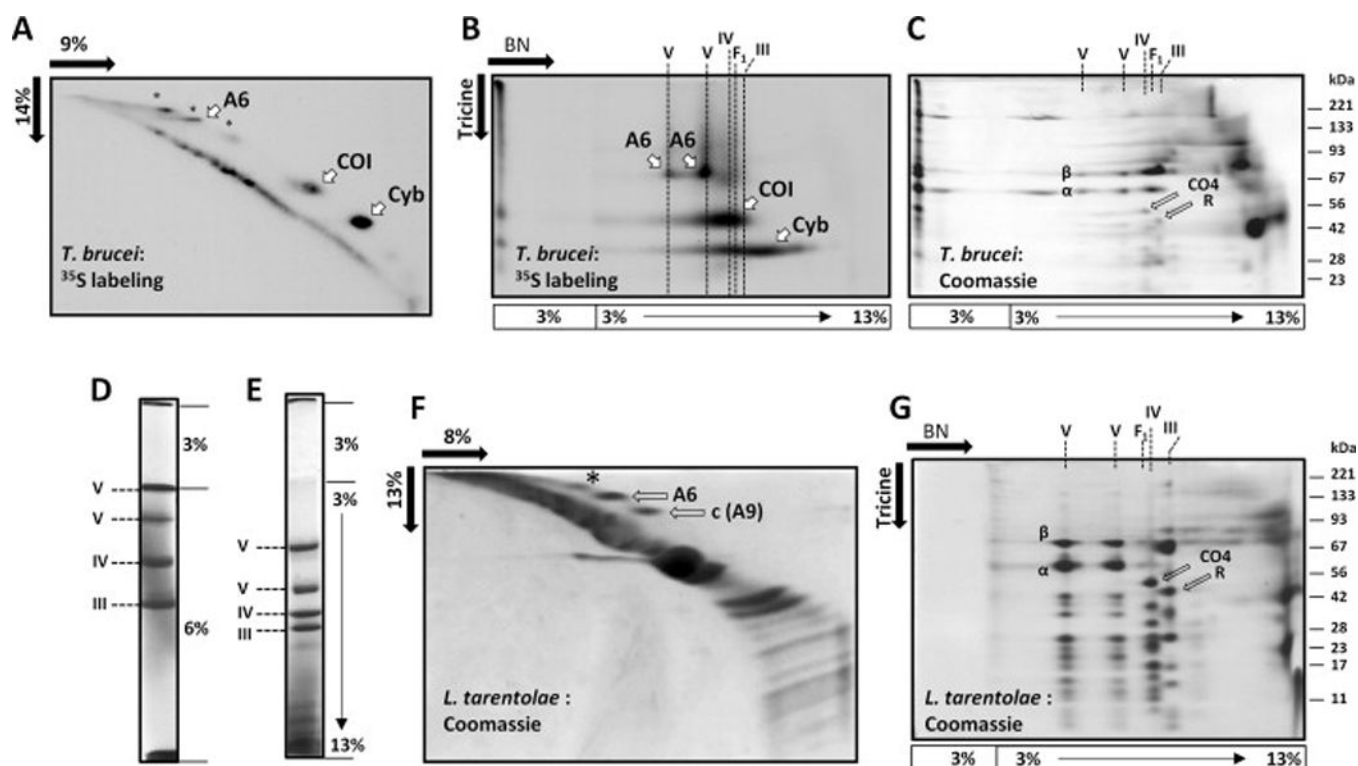 A
9%
14%
* * A6
*
COI
Cyb
T. brucei:
³⁵S labeling
B
BN
V V IV F₁ III
Tricine
A6 A6
COI
Cyb
T. brucei:
³⁵S labeling
3% 3% 13%
C
V V IV F₁ III
kDa
221
133
93
67
56
42
28
23
β
α
CO4
R
T. brucei:
Coomassie
3% 3% 13%
D
3%
V
V
IV
III
6%
E
3%
3%
V
V
IV
III
13%
F
8%
13%
*
A6
c (A9)
L. tarentolae :
Coomassie
G
BN
V V F₁ IV III
Tricine
kDa
221
133
93
67
56
42
28
23
17
11
β
α
CO4
R
L. tarentolae :
Coomassie
3% 3% 13%